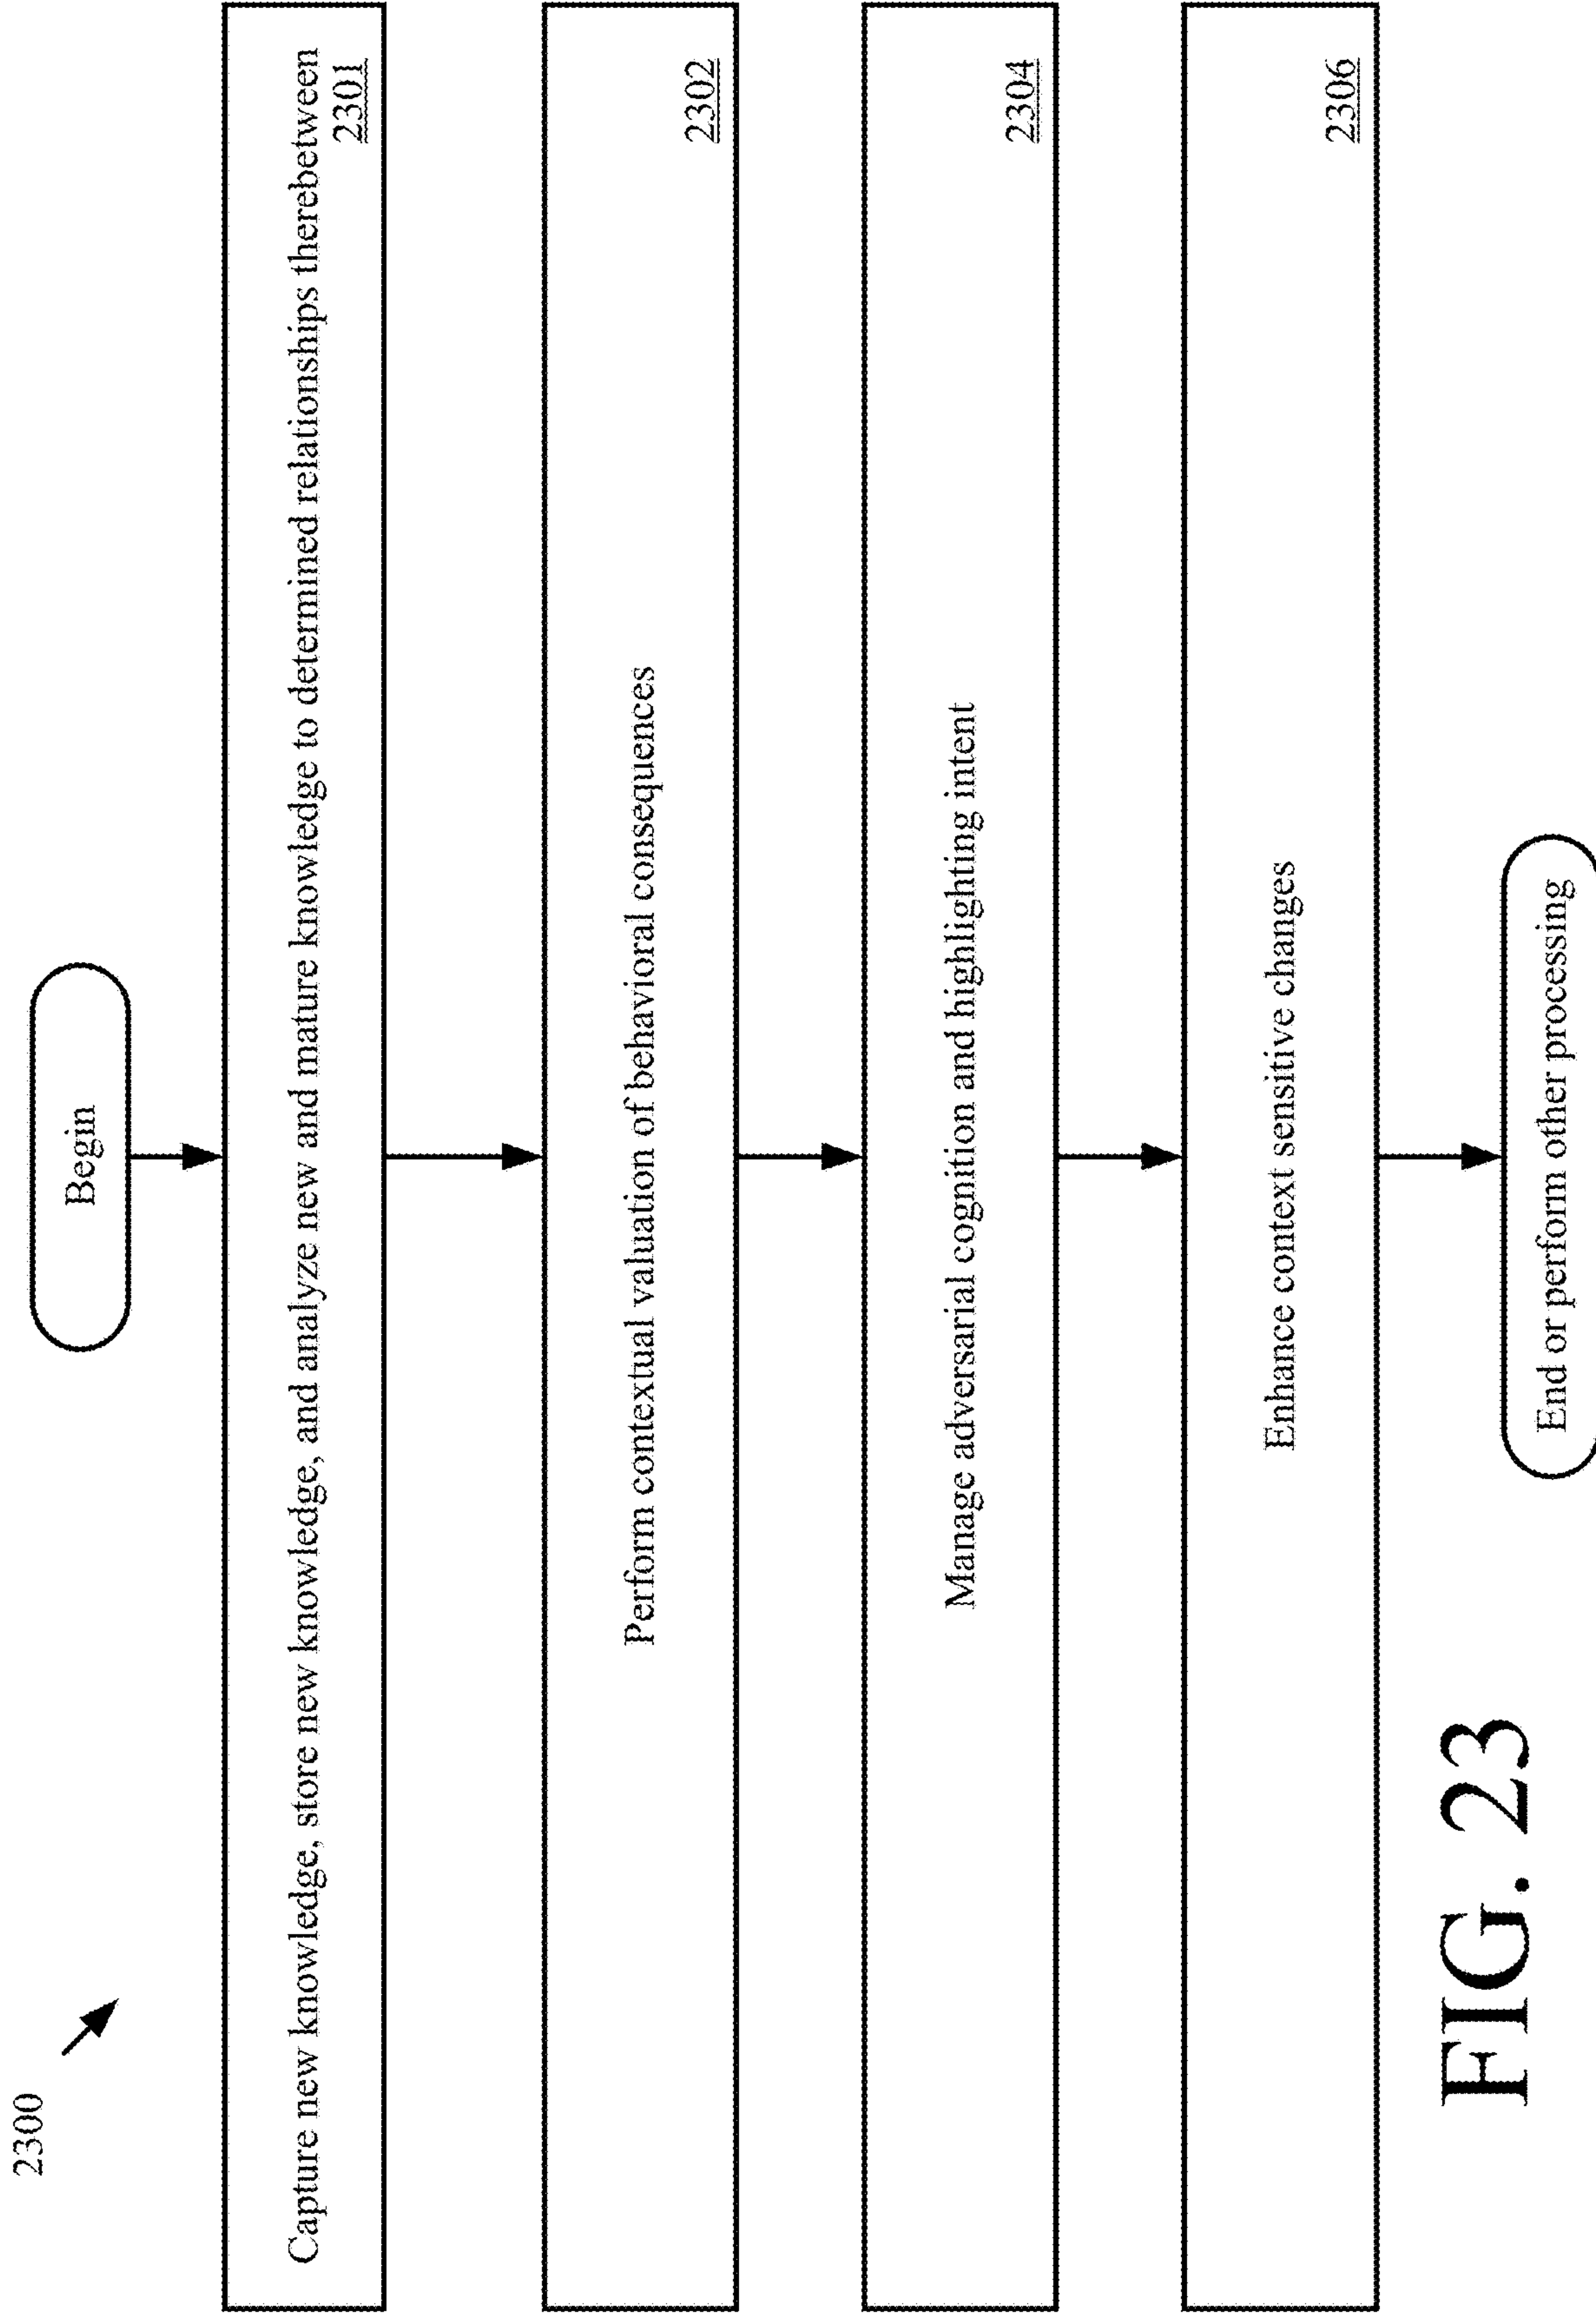 2300
Begin
Capture new knowledge, store new knowledge, and analyze new and mature knowledge to determined relationships therebetween
2301
Perform contextual valuation of behavioral consequences
2302
Manage adversarial cognition and highlighting intent
2304
Enhance context sensitive changes
2306
End or perform other processing
FIG. 23